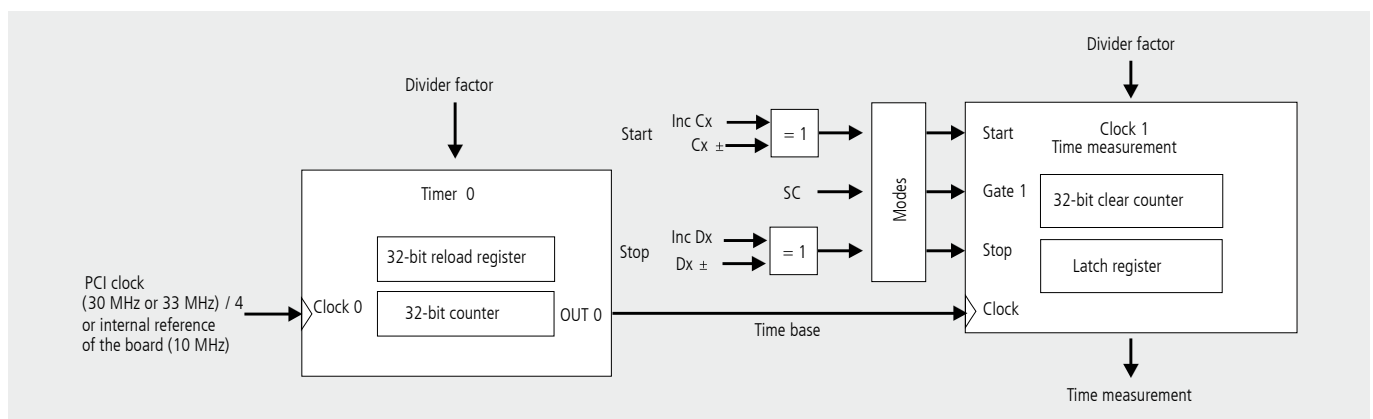 Divider factor
Timer 0
32-bit reload register
32-bit counter
Clock 0
OUT 0
PCI clock
(30 MHz or 33 MHz) / 4
or internal reference
of the board (10 MHz)
Time base
Start
Inc Cx
Cx ±
= 1
SC
Stop
Inc Dx
Dx ±
= 1
Modes
Divider factor
Start
Clock 1
Time measurement
Gate 1
32-bit clear counter
Stop
Latch register
Clock
Time measurement